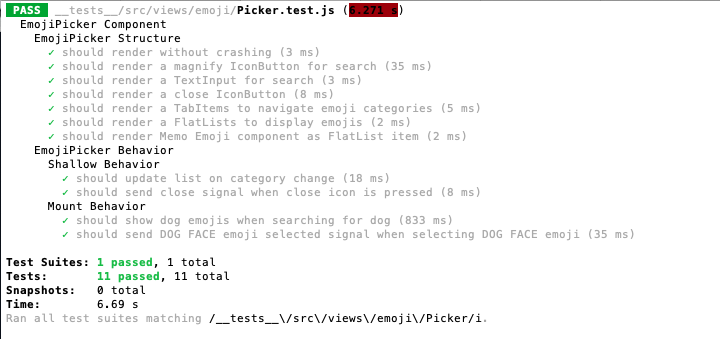 PASS __tests__/src/views/emoji/Picker.test.js (6.271 s)
EmojiPicker Component
EmojiPicker Structure
✓ should render without crashing (3 ms)
✓ should render a magnify IconButton for search (35 ms)
✓ should render a TextInput for search (3 ms)
✓ should render a close IconButton (8 ms)
✓ should render a TabItems to navigate emoji categories (5 ms)
✓ should render a FlatLists to display emojis (2 ms)
✓ should render Memo Emoji component as FlatList item (2 ms)
EmojiPicker Behavior
Shallow Behavior
✓ should update list on category change (18 ms)
✓ should send close signal when close icon is pressed (8 ms)
Mount Behavior
✓ should show dog emojis when searching for dog (833 ms)
✓ should send DOG FACE emoji selected signal when selecting DOG FACE emoji (35 ms)
Test Suites: 1 passed, 1 total
Tests: 11 passed, 11 total
Snapshots: 0 total
Time: 6.69 s
Ran all test suites matching /__tests__\/src\/views\/emoji\/Picker/i.